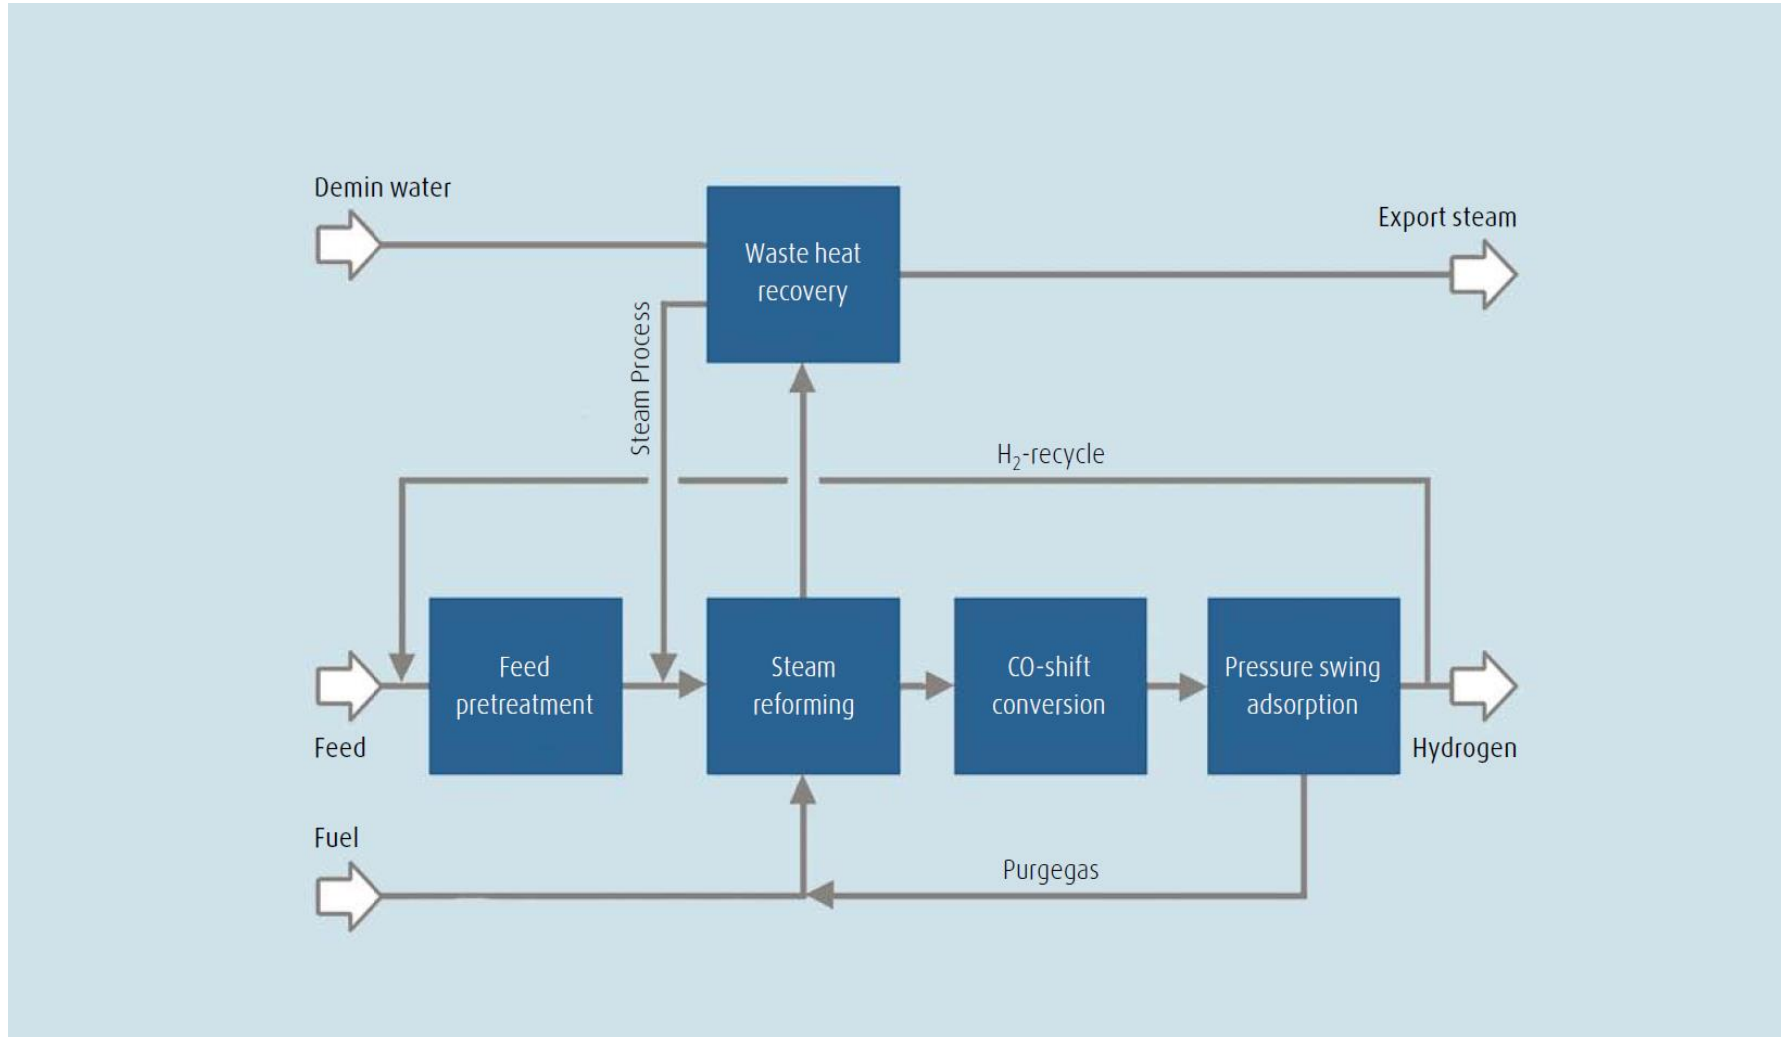 Demin water
Export steam
Waste heat
recovery
Steam Process
H₂-recycle
Feed
pretreatment
Steam
reforming
CO-shift
conversion
Pressure swing
adsorption
Feed
Hydrogen
Fuel
Purgegas